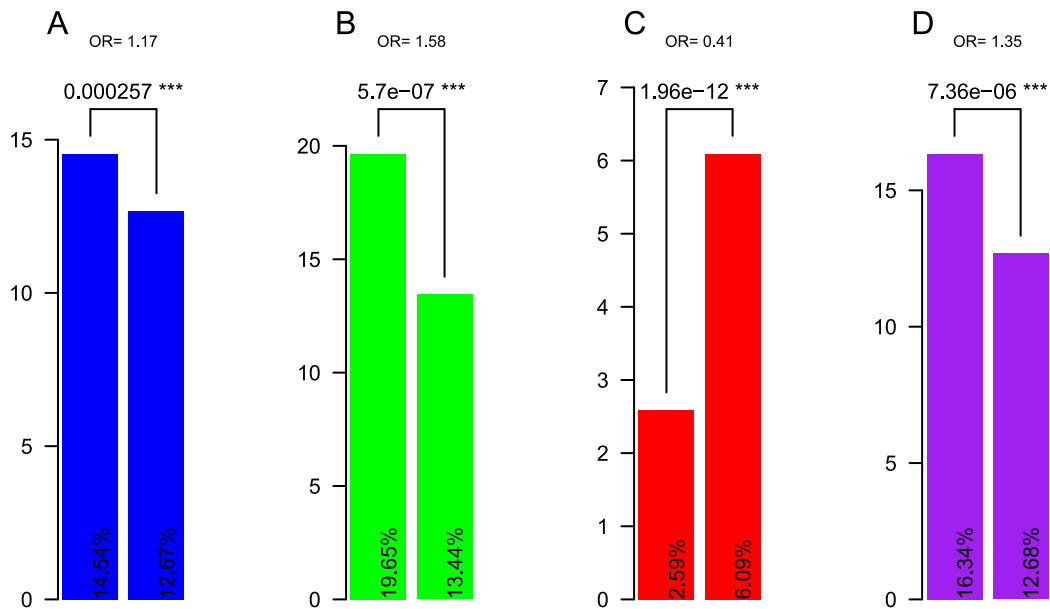 A
OR= 1.17
0.000257 ***
15
10
5
0
14.54%
12.67%
B
OR= 1.58
5.7e−07 ***
20
15
10
5
0
19.65%
13.44%
C
OR= 0.41
1.96e−12 ***
7
6
5
4
3
2
1
0
2.59%
6.09%
D
OR= 1.35
7.36e−06 ***
15
10
5
0
16.34%
12.68%